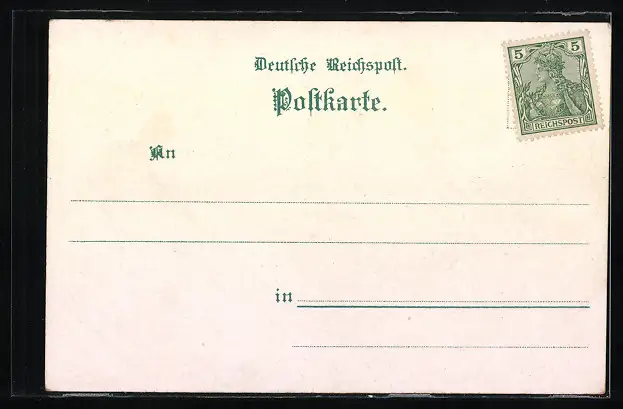 5 5
REICHSPOST
Deutsche Reichspost.
Postkarte.
An
in